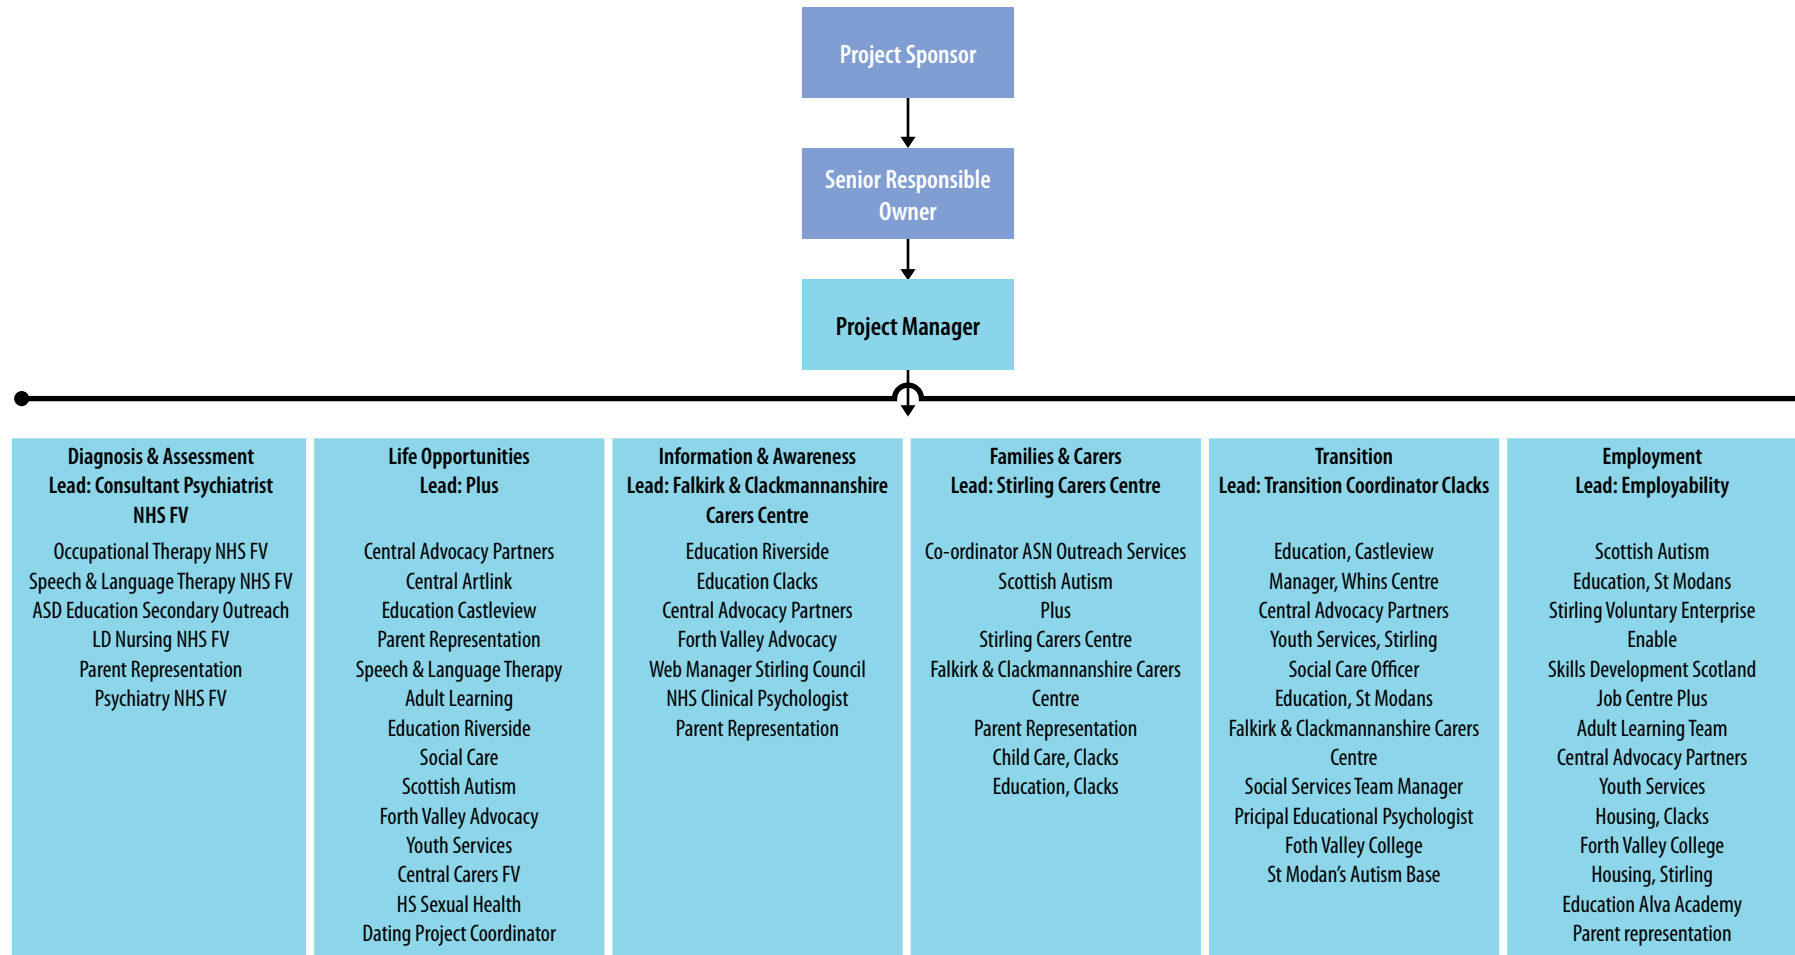 Project Sponsor
Senior Responsible
Owner
Project Manager
Diagnosis & Assessment
Lead: Consultant Psychiatrist
NHS FV
Occupational Therapy NHS FV
Speech & Language Therapy NHS FV
ASD Education Secondary Outreach
LD Nursing NHS FV
Parent Representation
Psychiatry NHS FV
Life Opportunities
Lead: Plus
Central Advocacy Partners
Central Artlink
Education Castleview
Parent Representation
Speech & Language Therapy
Adult Learning
Education Riverside
Social Care
Scottish Autism
Forth Valley Advocacy
Youth Services
Central Carers FV
HS Sexual Health
Dating Project Coordinator
Information & Awareness
Lead: Falkirk & Clackmannanshire
Carers Centre
Education Riverside
Education Clacks
Central Advocacy Partners
Forth Valley Advocacy
Web Manager Stirling Council
NHS Clinical Psychologist
Parent Representation
Families & Carers
Lead: Stirling Carers Centre
Co-ordinator ASN Outreach Services
Scottish Autism
Plus
Stirling Carers Centre
Falkirk & Clackmannanshire Carers
Centre
Parent Representation
Child Care, Clacks
Education, Clacks
Transition
Lead: Transition Coordinator Clacks
Education, Castleview
Manager, Whins Centre
Central Advocacy Partners
Youth Services, Stirling
Social Care Officer
Education, St Modans
Falkirk & Clackmannanshire Carers
Centre
Social Services Team Manager
Pricipal Educational Psychologist
Foth Valley College
St Modan's Autism Base
Employment
Lead: Employability
Scottish Autism
Education, St Modans
Stirling Voluntary Enterprise
Enable
Skills Development Scotland
Job Centre Plus
Adult Learning Team
Central Advocacy Partners
Youth Services
Housing, Clacks
Forth Valley College
Housing, Stirling
Education Alva Academy
Parent representation